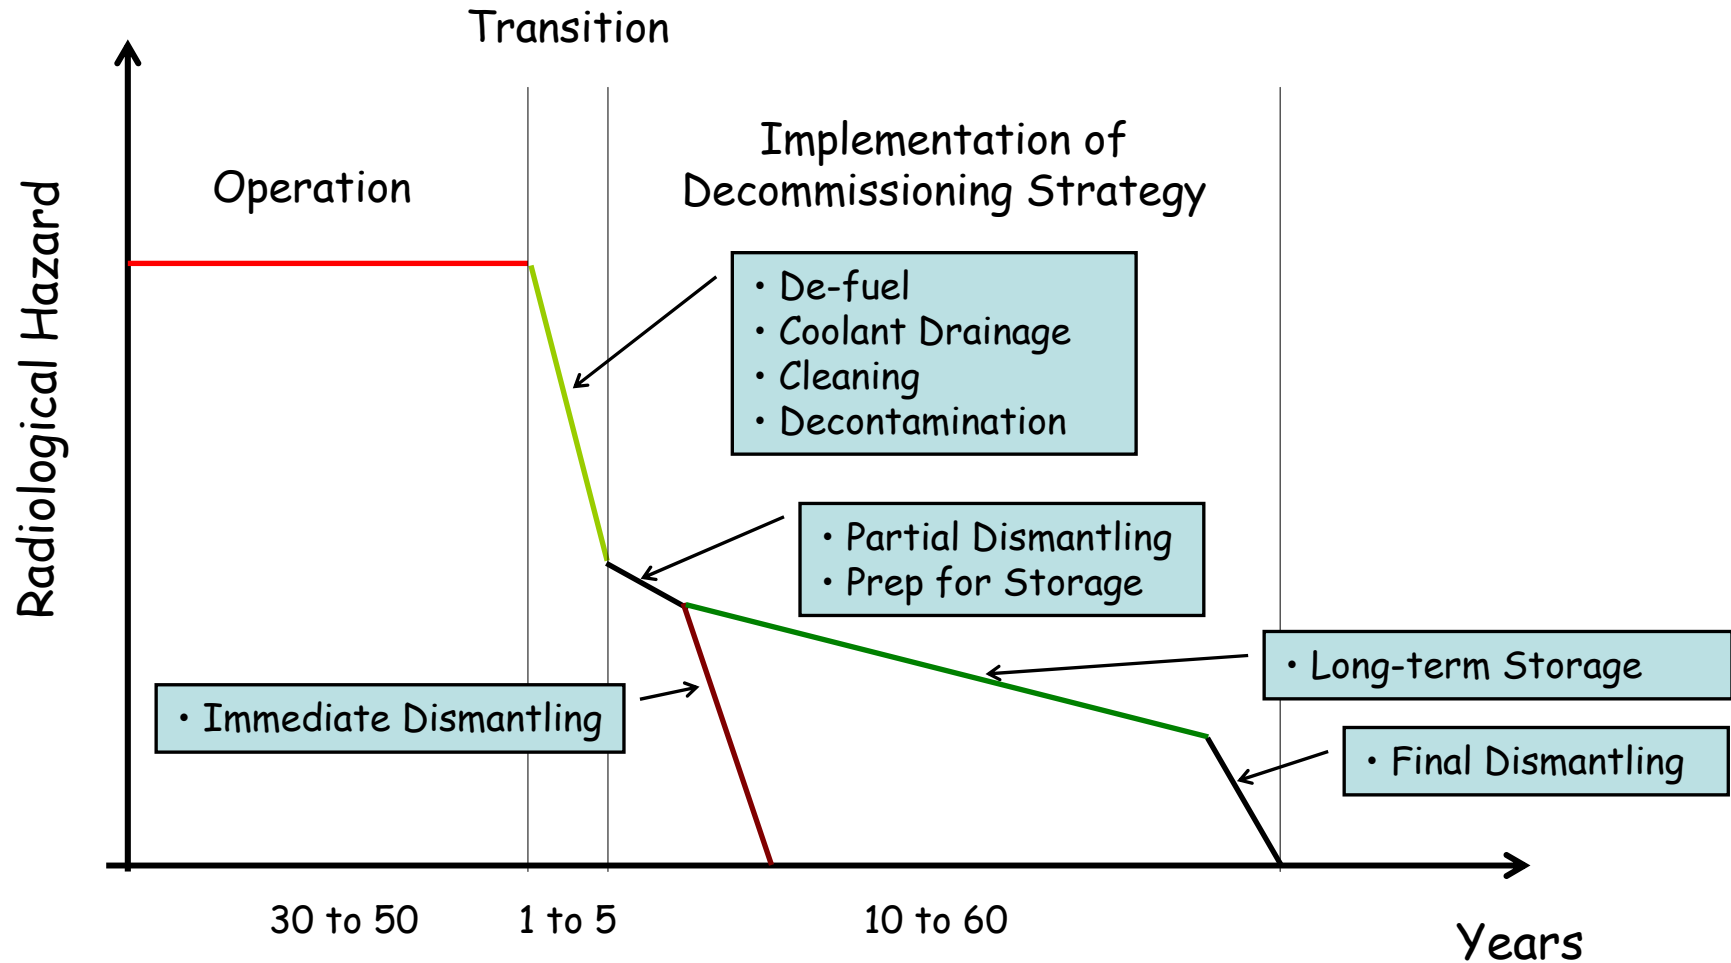 Transition
Implementation of
Decommissioning Strategy
Operation
Radiological Hazard
• De-fuel
• Coolant Drainage
• Cleaning
• Decontamination
• Partial Dismantling
• Prep for Storage
• Long-term Storage
• Immediate Dismantling
• Final Dismantling
30 to 50
1 to 5
10 to 60
Years